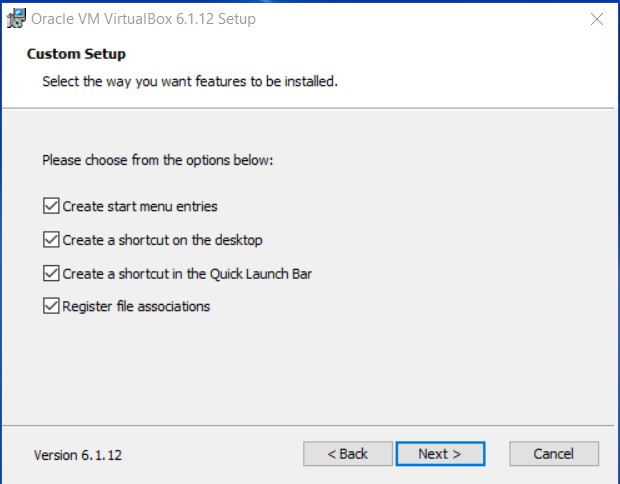 Oracle VM VirtualBox 6.1.12 Setup
Custom Setup
Select the way you want features to be installed.
Please choose from the options below:
Create start menu entries
Create a shortcut on the desktop
Create a shortcut in the Quick Launch Bar
Register file associations
Version 6.1.12
< Back
Next >
Cancel